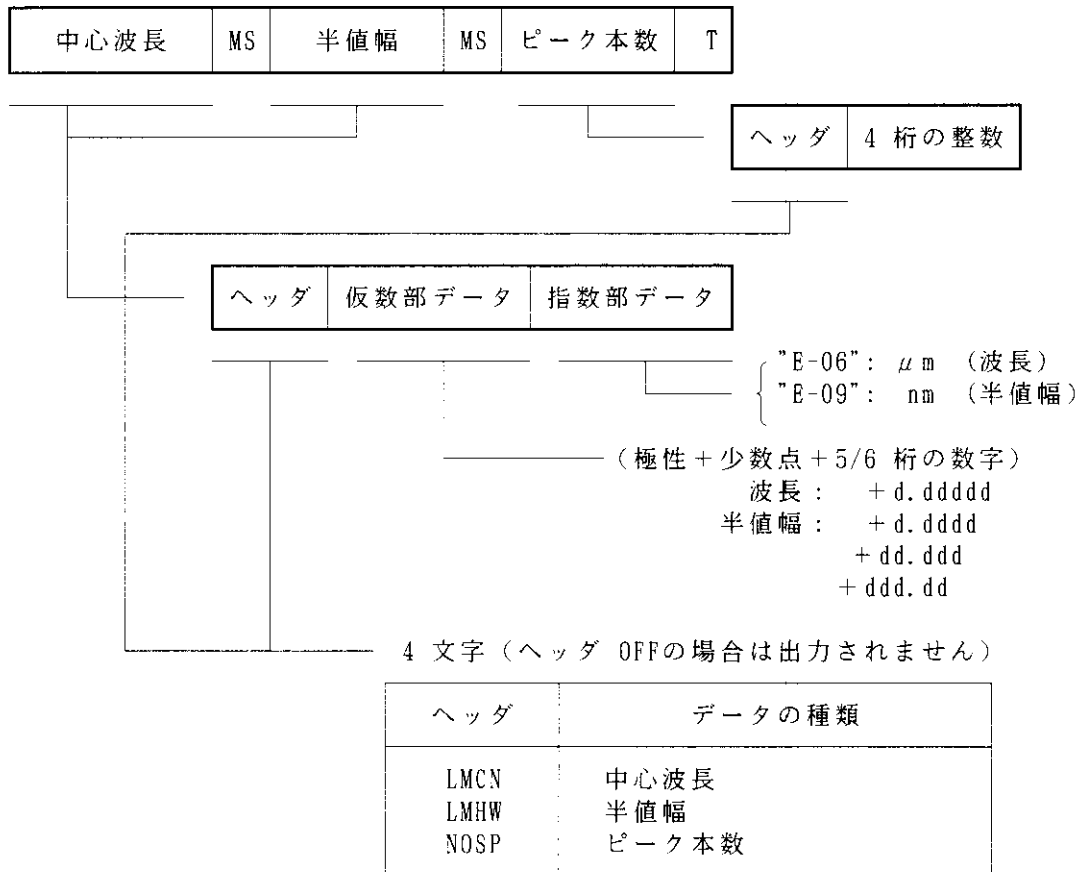 中心波長 MS 半値幅 MS ピーク本数 T
ヘッダ 4 桁の整数
ヘッダ 仮数部データ 指数部データ
"E-06": μm （波長）
"E-09": nm （半値幅）
（極性＋少数点＋5/6 桁の数字）
波長： ＋d.ddddd
半値幅： ＋d.dddd
＋dd.ddd
＋ddd.dd
4 文字（ヘッダ OFFの場合は出力されません）
ヘッダ データの種類
LMCN 中心波長
LMHW 半値幅
NOSP ピーク本数